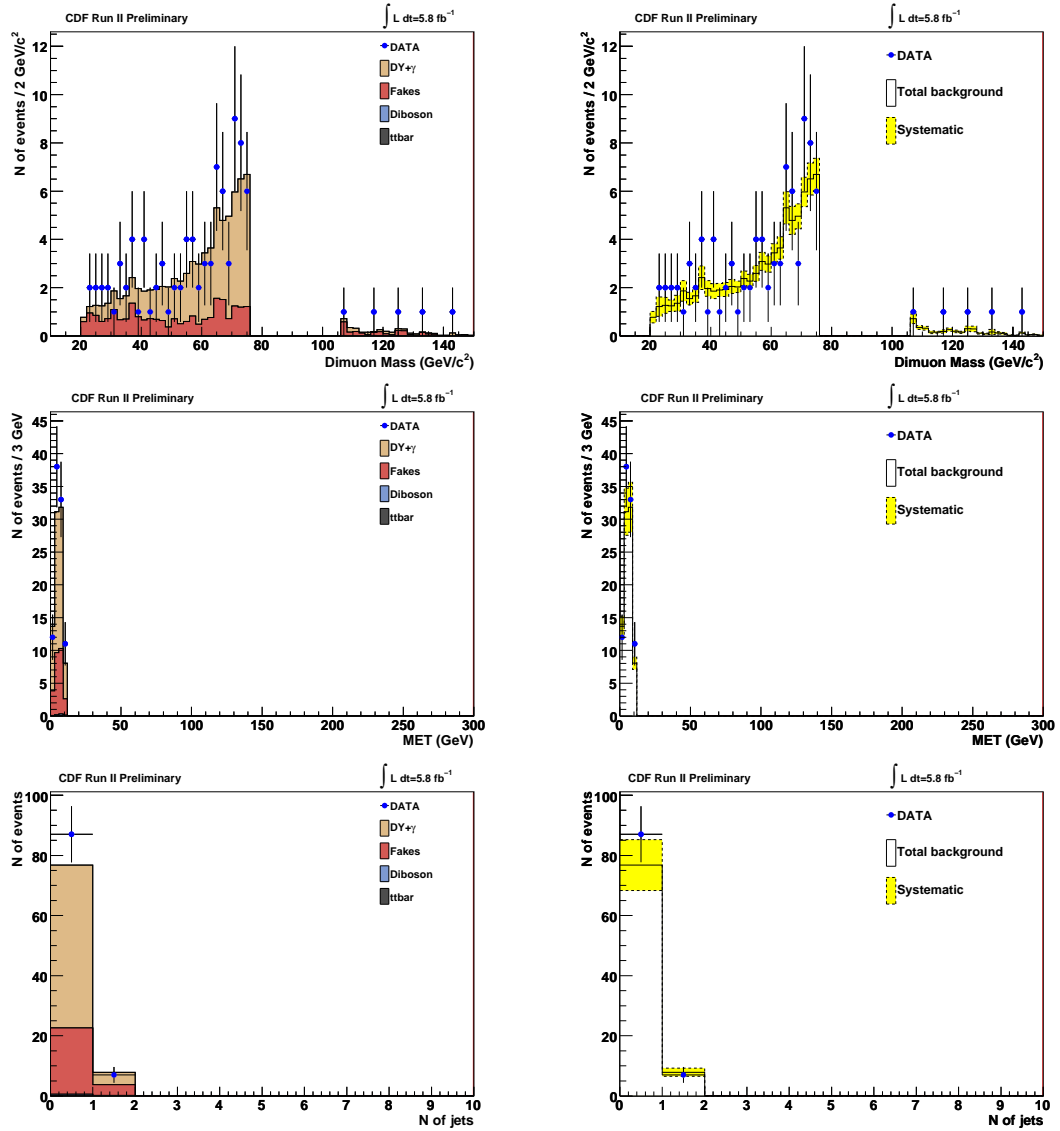 CDF Run II Preliminary
∫ L dt=5.8 fb⁻¹
N of events / 2 GeV/c²
12
10
8
6
4
2
0
DATA
DY+γ
Fakes
Diboson
ttbar
20 40 60 80 100 120 140
Dimuon Mass (GeV/c²)
CDF Run II Preliminary
∫ L dt=5.8 fb⁻¹
N of events / 2 GeV/c²
12
10
8
6
4
2
0
DATA
Total background
Systematic
20 40 60 80 100 120 140
Dimuon Mass (GeV/c²)
CDF Run II Preliminary
∫ L dt=5.8 fb⁻¹
N of events / 3 GeV
45
40
35
30
25
20
15
10
5
0
DATA
DY+γ
Fakes
Diboson
ttbar
0 50 100 150 200 250 300
MET (GeV)
CDF Run II Preliminary
∫ L dt=5.8 fb⁻¹
N of events / 3 GeV
45
40
35
30
25
20
15
10
5
0
DATA
Total background
Systematic
0 50 100 150 200 250 300
MET (GeV)
CDF Run II Preliminary
∫ L dt=5.8 fb⁻¹
N of events
100
80
60
40
20
0
DATA
DY+γ
Fakes
Diboson
ttbar
0 1 2 3 4 5 6 7 8 9 10
N of jets
CDF Run II Preliminary
∫ L dt=5.8 fb⁻¹
N of events
100
80
60
40
20
0
DATA
Total background
Systematic
0 1 2 3 4 5 6 7 8 9 10
N of jets